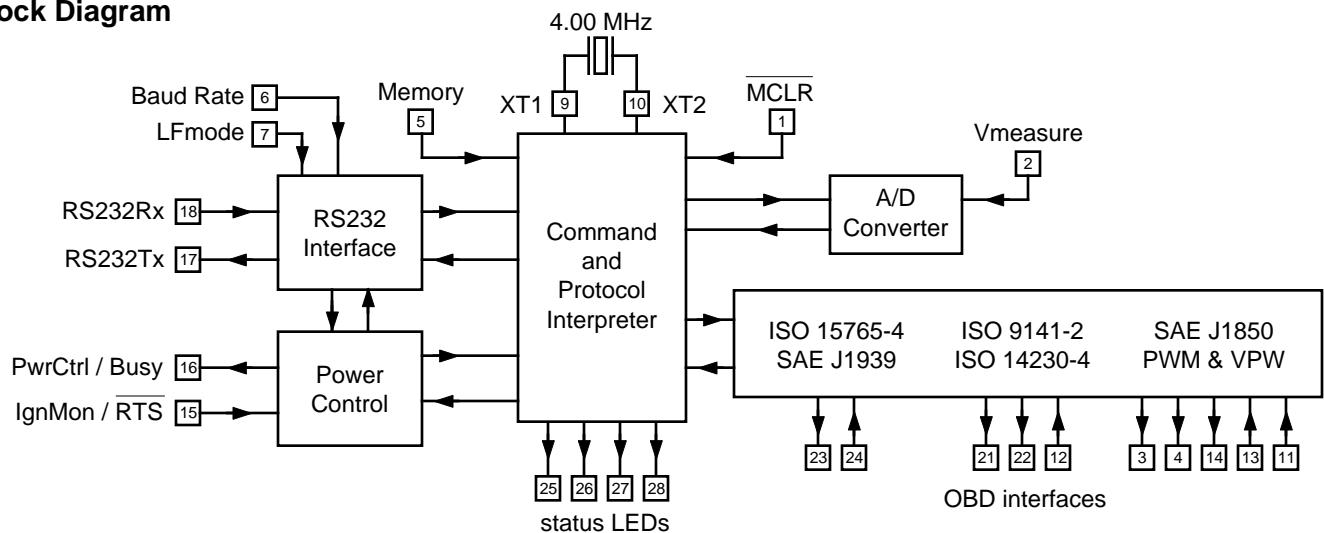 ock Diagram
4.00 MHz
Baud Rate 6
Memory
XT1 9
10 XT2
MCLR
LFmode 7
5
1
Vmeasure
2
RS232Rx 18
RS232
Interface
RS232Tx 17
A/D
Converter
Command
and
Protocol
Interpreter
ISO 15765-4
SAE J1939
ISO 9141-2
ISO 14230-4
SAE J1850
PWM & VPW
PwrCtrl / Busy 16
Power
Control
IgnMon / RTS 15
23 24
21 22 12
3 4 14 13 11
25 26 27 28
OBD interfaces
status LEDs